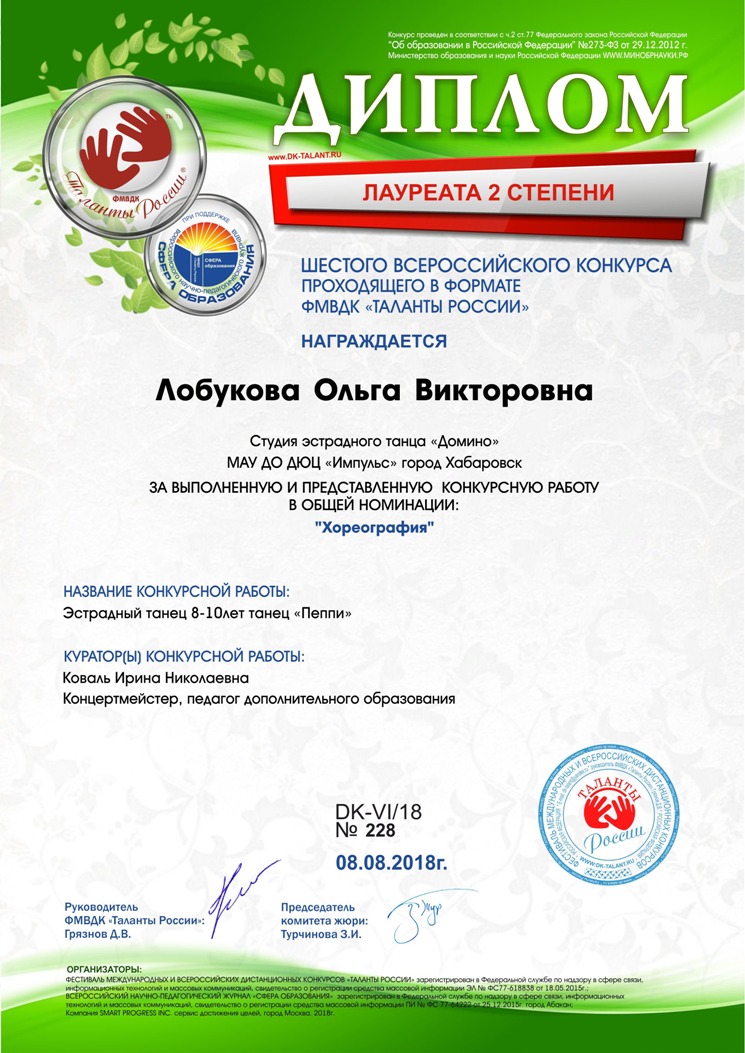 Конкурс проведен в соответствии с ч.2 ст.77 Федерального закона Российской Федерации
"Об образовании в Российской Федерации" №273-ФЗ от 29.12.2012 г.
Министерство образования и науки Российской Федерации WWW.МИНОБРНАУКИ.РФ
ДИПЛОМ
WWW.DK-TALANT.RU
ЛАУРЕАТА 2 СТЕПЕНИ
ФМВДК
Таланты России
ПРИ ПОДДЕРЖКЕ
всероссийского научно-педагогического журнала
СФЕРА образования
СФЕРА ОБРАЗОВАНИЯ
ШЕСТОГО ВСЕРОССИЙСКОГО КОНКУРСА
ПРОХОДЯЩЕГО В ФОРМАТЕ
ФМВДК «ТАЛАНТЫ РОССИИ»
НАГРАЖДАЕТСЯ
Лобукова Ольга Викторовна
Студия эстрадного танца «Домино»
МАУ ДО ДЮЦ «Импульс» город Хабаровск
ЗА ВЫПОЛНЕННУЮ И ПРЕДСТАВЛЕННУЮ КОНКУРСНУЮ РАБОТУ
В ОБЩЕЙ НОМИНАЦИИ:
"Хореография"
НАЗВАНИЕ КОНКУРСНОЙ РАБОТЫ:
Эстрадный танец 8-10лет танец «Пеппи»
КУРАТОР(Ы) КОНКУРСНОЙ РАБОТЫ:
Коваль Ирина Николаевна
Концертмейстер, педагог дополнительного образования
ФЕСТИВАЛЬ МЕЖДУНАРОДНЫХ И ВСЕРОССИЙСКИХ ДИСТАНЦИОННЫХ КОНКУРСОВ
ТАЛАНТЫ
России
WWW.DK-TALANT.RU
DK-VI/18
№ 228
08.08.2018г.
Руководитель
ФМВДК «Таланты России»:
Грязнов Д.В.
Председатель
комитета жюри:
Турчинова З.И.
ОРГАНИЗАТОРЫ:
ФЕСТИВАЛЬ МЕЖДУНАРОДНЫХ И ВСЕРОССИЙСКИХ ДИСТАНЦИОННЫХ КОНКУРСОВ «ТАЛАНТЫ РОССИИ» зарегистрирован в Федеральной службе по надзору в сфере связи,
информационных технологий и массовых коммуникаций, свидетельство о регистрации средства массовой информации ЭЛ № ФС77-618838 от 18.05.2015г.;
ВСЕРОССИЙСКИЙ НАУЧНО-ПЕДАГОГИЧЕСКИЙ ЖУРНАЛ «СФЕРА ОБРАЗОВАНИЯ» зарегистрирован в Федеральной службе по надзору в сфере связи, информационных
технологий и массовых коммуникаций, свидетельство о регистрации средства массовой информации ПИ № ФС 77-64222 от 25.12 2015г. город Абакан;
Компания SMART PROGRESS INC. сервис достижения целей, город Москва. 2018г.